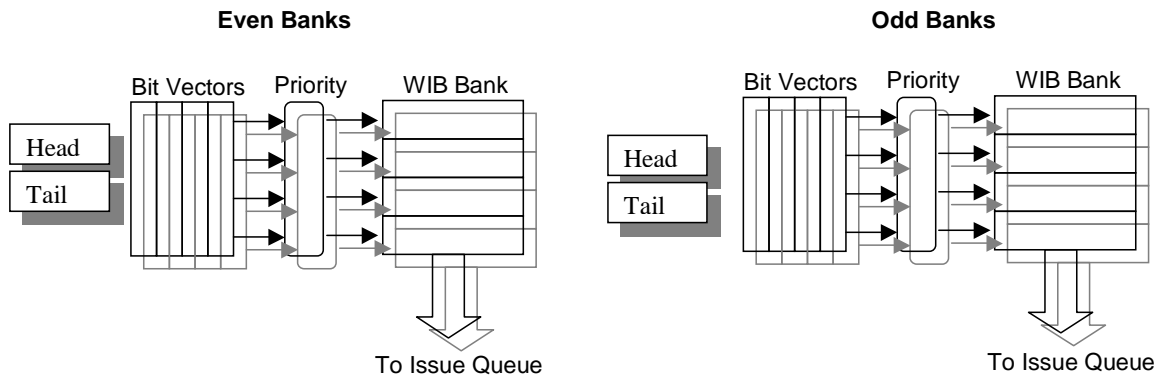 Even Banks
Bit Vectors
Priority
WIB Bank
Head
Tail
To Issue Queue
Odd Banks
Bit Vectors
Priority
WIB Bank
Head
Tail
To Issue Queue